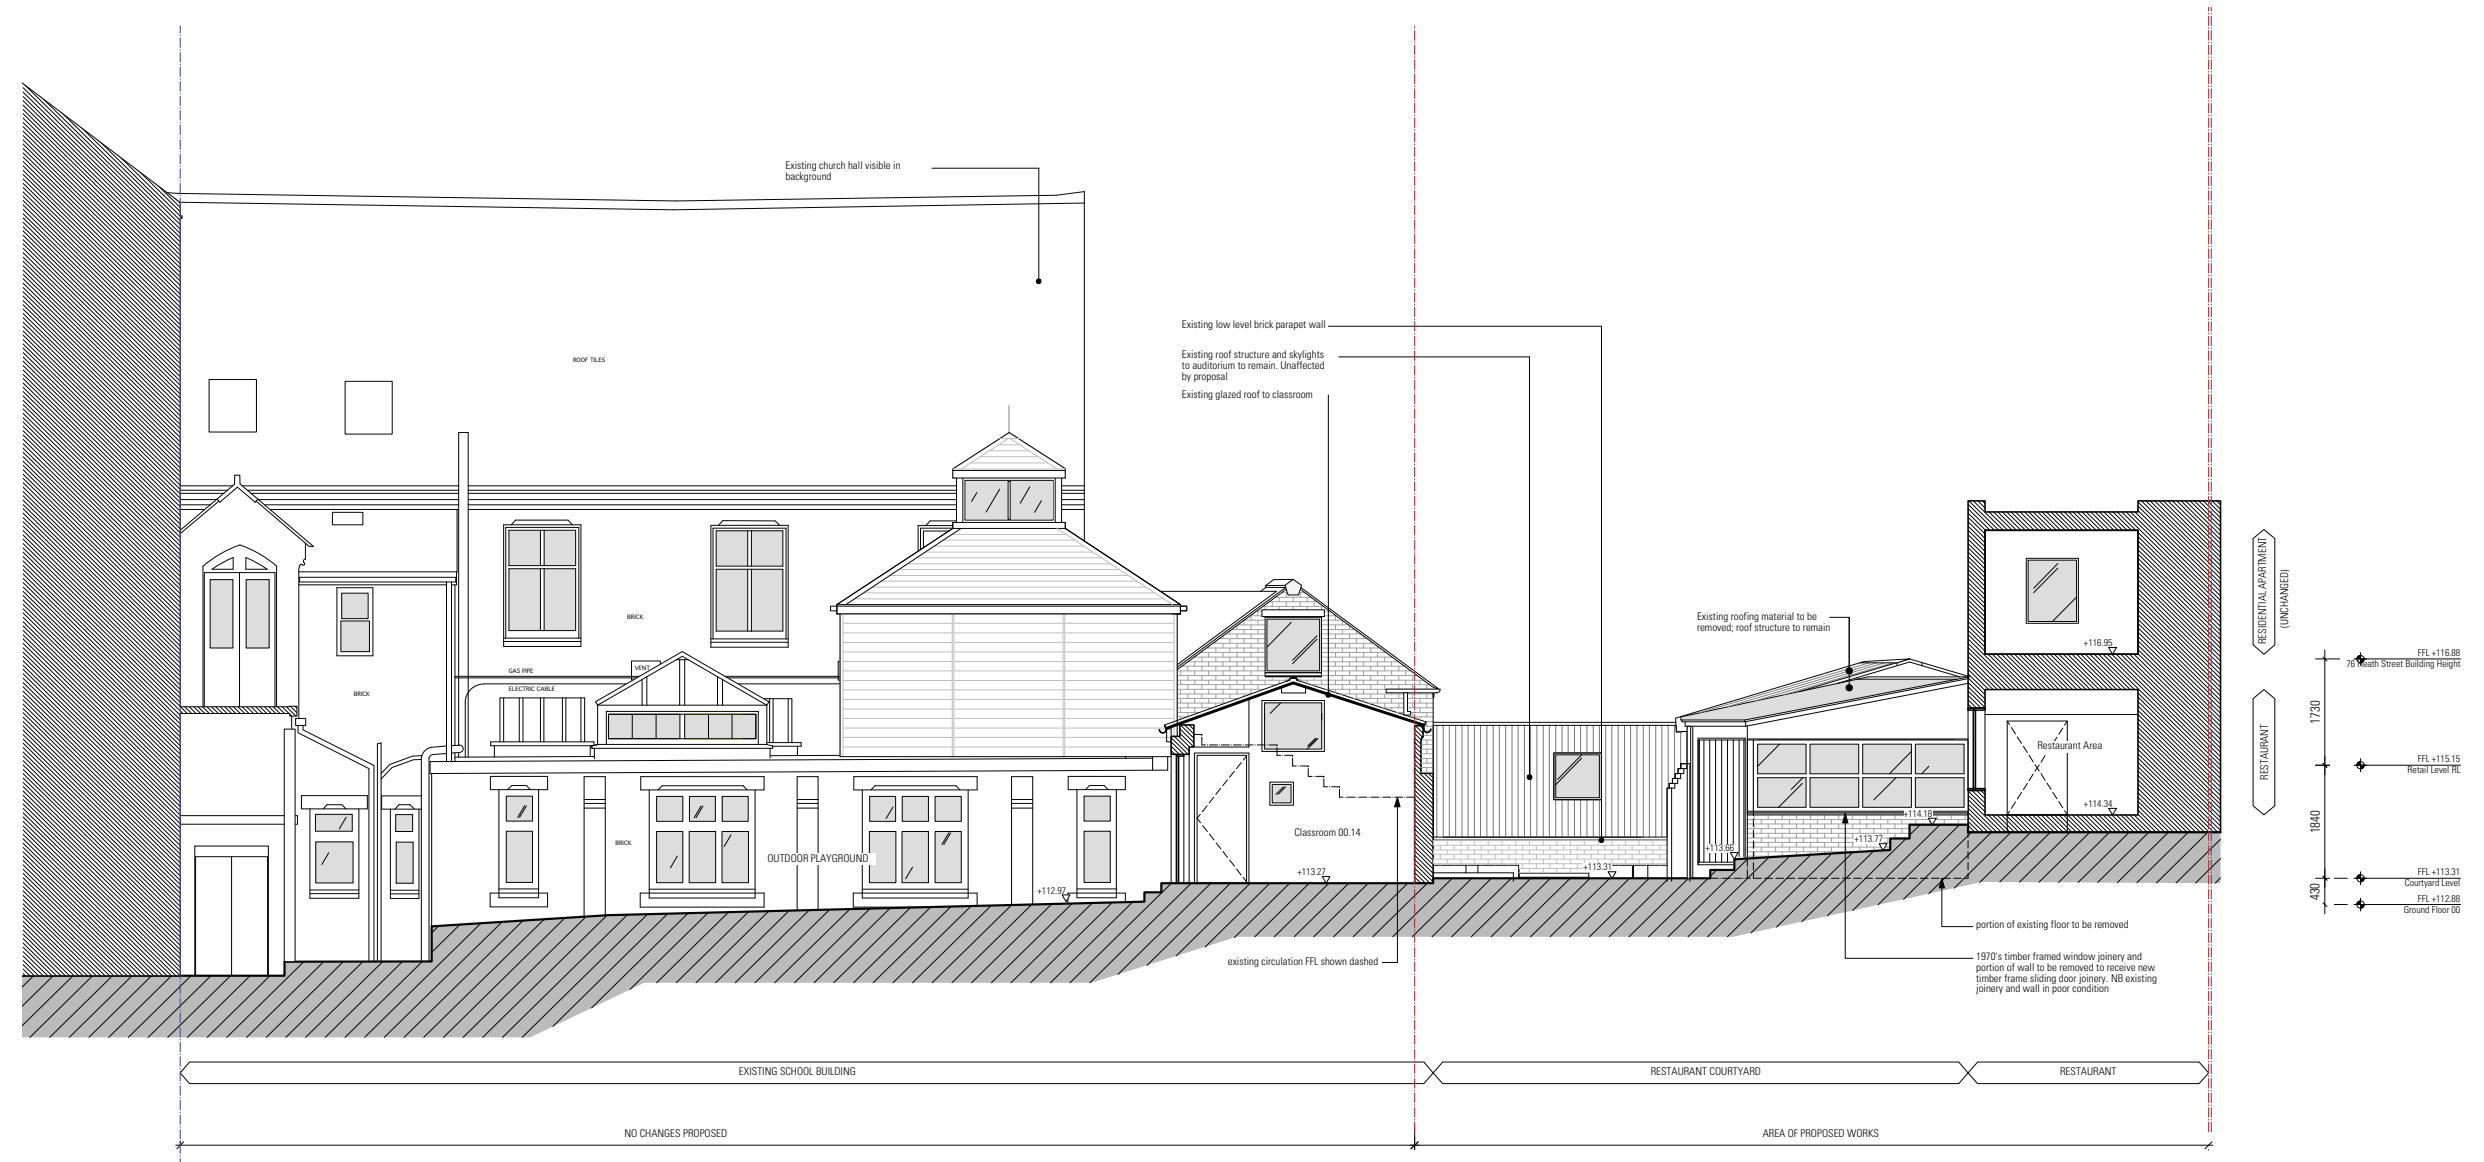 Existing church hall visible in
background
Existing low level brick parapet wall
Existing roof structure and skylights
to auditorium to remain. Unaffected
by proposal
Existing glazed roof to classroom
ROOF TILES
BRICK
GAS PIPE
VENT
ELECTRIC CABLE
BRICK
BRICK
OUTDOOR PLAYGROUND
+112.97
Classroom 00.14
+113.27
existing circulation FFL shown dashed
+113.31
Existing roofing material to be
removed; roof structure to remain
+113.66
+113.77
+114.18
+116.95
Restaurant Area
+114.34
portion of existing floor to be removed
1970's timber framed window joinery and
portion of wall to be removed to receive new
timber frame sliding door joinery. NB existing
joinery and wall in poor condition
RESIDENTIAL APARTMENT
(UNCHANGED)
RESTAURANT
1730
1840
430
FFL +116.88
76 Heath Street Building Height
FFL +115.15
Retail Level RL
FFL +113.31
Courtyard Level
FFL +112.88
Ground Floor 00
EXISTING SCHOOL BUILDING
RESTAURANT COURTYARD
RESTAURANT
NO CHANGES PROPOSED
AREA OF PROPOSED WORKS